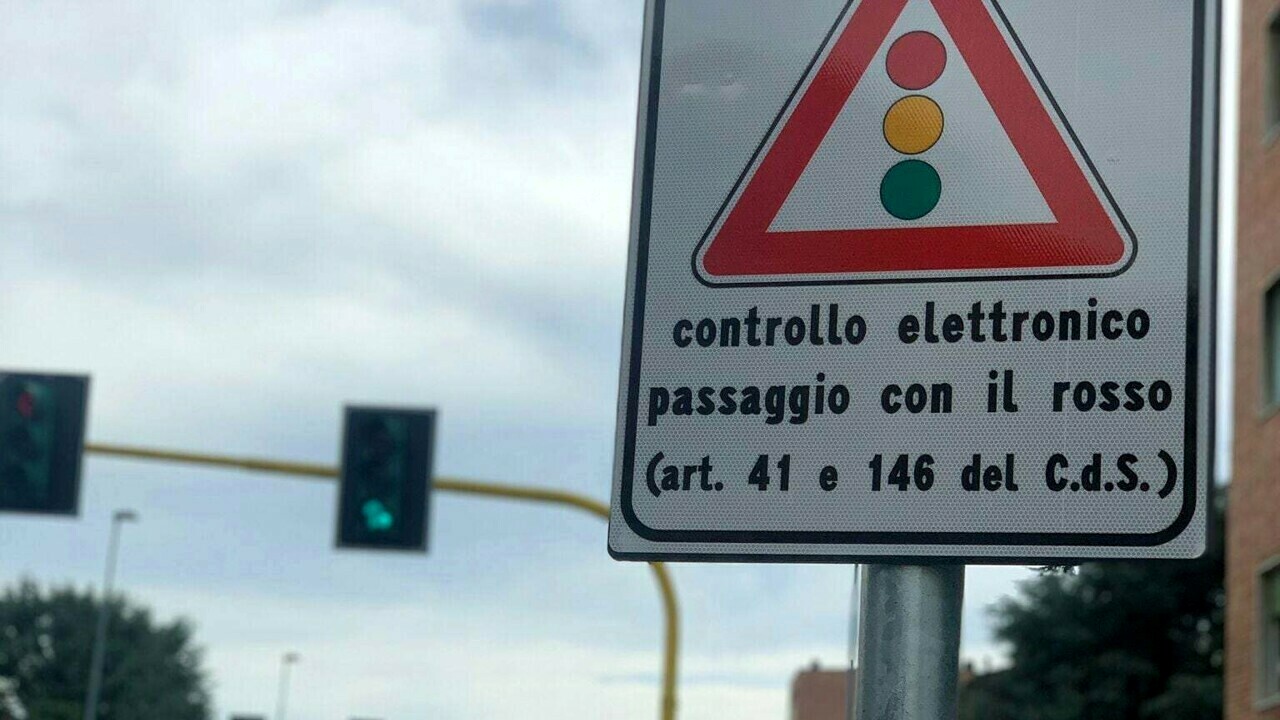 controllo elettronico
passaggio con il rosso
(art. 41 e 146 del C.d.S.)